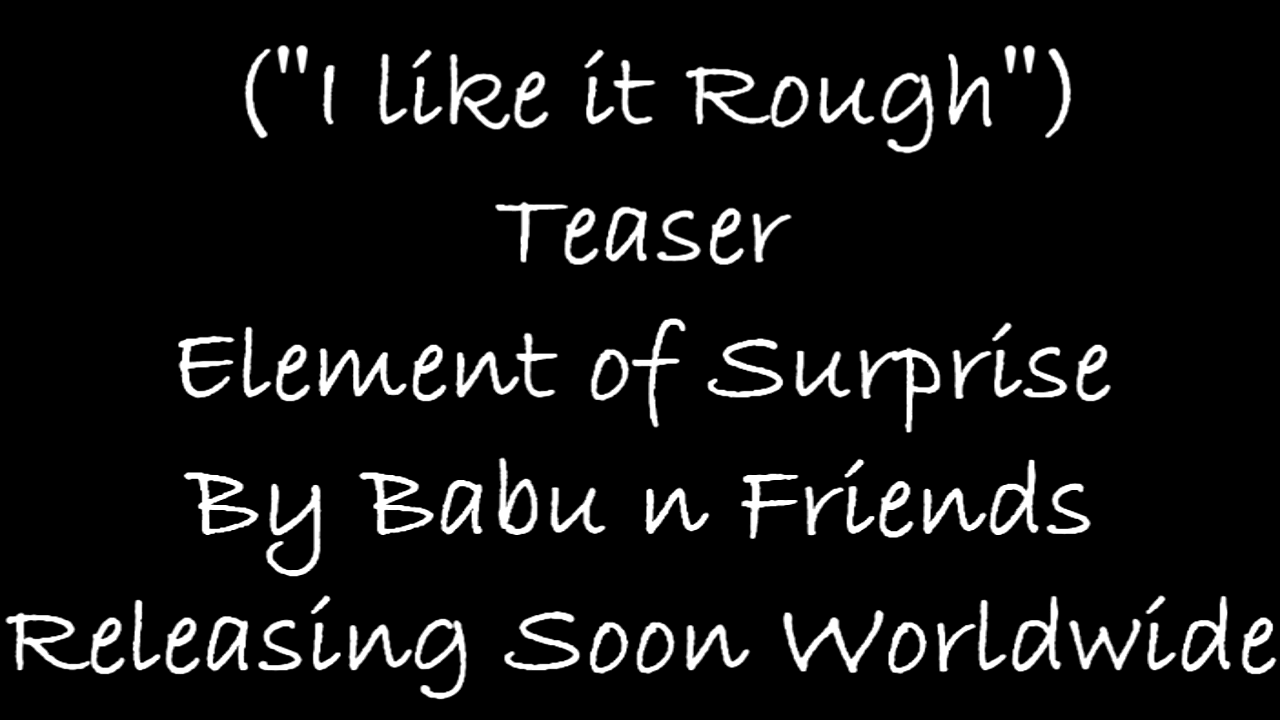 ("I like it Rough")
Teaser
Element of Surprise
By Babu n Friends
Releasing Soon Worldwide